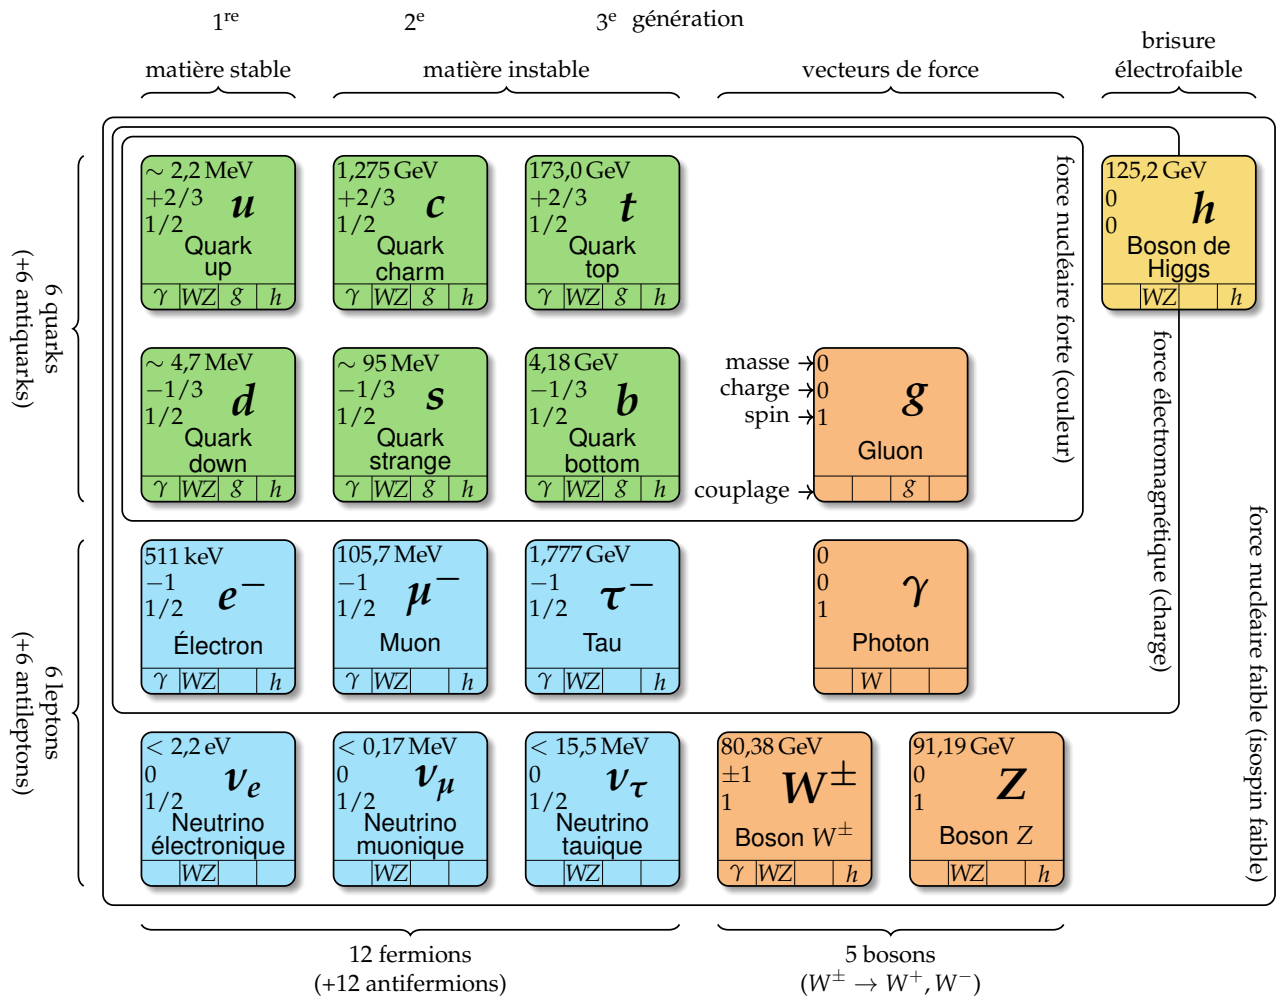 1re
2e
3e génération
matière stable
matière instable
vecteurs de force
brisure
électrofaible
6 quarks
(+6 antiquarks)
∼ 2,2 MeV
+2/3
1/2
u
Quark
up
γ WZ g h
1,275 GeV
+2/3
1/2
c
Quark
charm
γ WZ g h
173,0 GeV
+2/3
1/2
t
Quark
top
γ WZ g h
force nucléaire forte (couleur)
125,2 GeV
0
0
h
Boson de
Higgs
WZ h
∼ 4,7 MeV
−1/3
1/2
d
Quark
down
γ WZ g h
∼ 95 MeV
−1/3
1/2
s
Quark
strange
γ WZ g h
4,18 GeV
−1/3
1/2
b
Quark
bottom
γ WZ g h
masse → 0
charge → 0
spin → 1
g
Gluon
couplage → g
force électromagnétique (charge)
force nucléaire faible (isospin faible)
6 leptons
(+6 antileptons)
511 keV
−1
1/2
e−
Électron
γ WZ h
105,7 MeV
−1
1/2
μ−
Muon
γ WZ h
1,777 GeV
−1
1/2
τ−
Tau
γ WZ h
0
0
1
γ
Photon
W
< 2,2 eV
0
1/2
νe
Neutrino
électronique
WZ
< 0,17 MeV
0
1/2
νμ
Neutrino
muonique
WZ
< 15,5 MeV
0
1/2
ντ
Neutrino
tauique
WZ
80,38 GeV
±1
1
W±
Boson W±
γ WZ h
91,19 GeV
0
1
Z
Boson Z
WZ h
12 fermions
(+12 antifermions)
5 bosons
(W± → W+, W−)